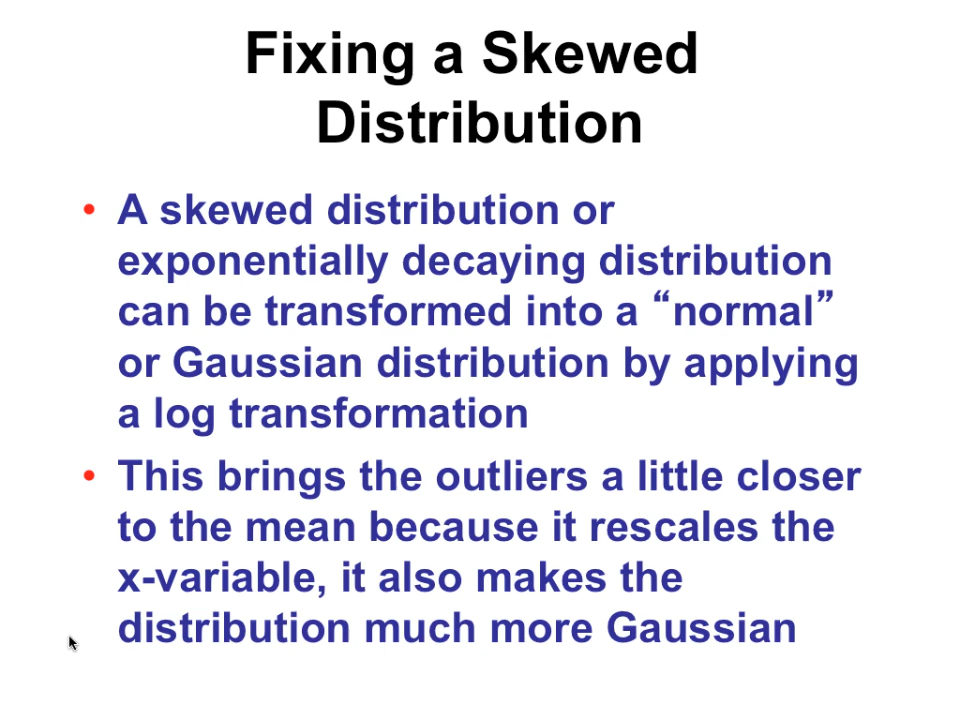 Fixing a Skewed
Distribution
• A skewed distribution or
exponentially decaying distribution
can be transformed into a “normal”
or Gaussian distribution by applying
a log transformation
• This brings the outliers a little closer
to the mean because it rescales the
x-variable, it also makes the
distribution much more Gaussian